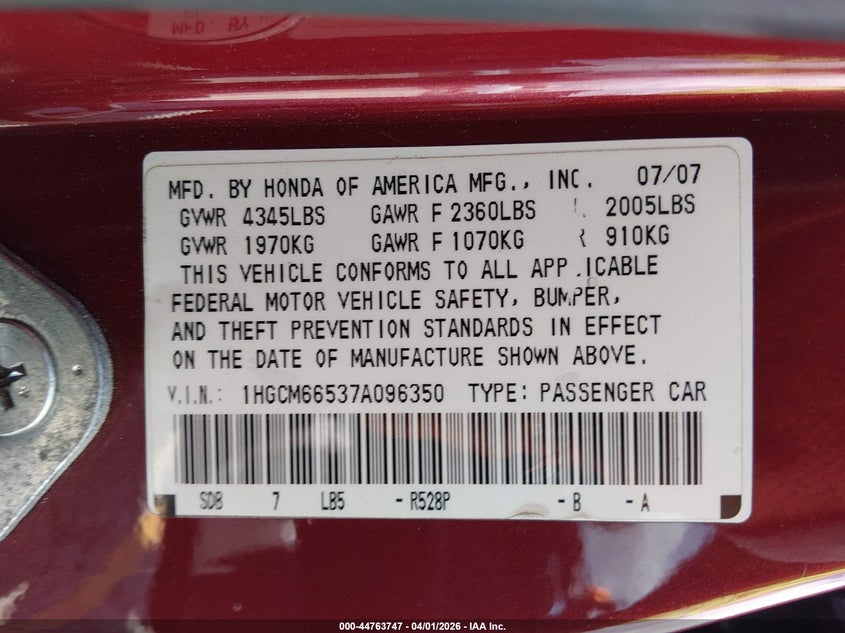 MFD. BY
MFD. BY HONDA OF AMERICA MFG., INC. 07/07
GVWR 4345LBS GAWR F 2360LBS 2005LBS
GVWR 1970KG GAWR F 1070KG R 910KG
THIS VEHICLE CONFORMS TO ALL APPLICABLE
FEDERAL MOTOR VEHICLE SAFETY, BUMPER,
AND THEFT PREVENTION STANDARDS IN EFFECT
ON THE DATE OF MANUFACTURE SHOWN ABOVE.
V.I.N.: 1HGCM66537A096350 TYPE: PASSENGER CAR
SDB 7 LB5 - R528P - B - A
000-44763747 - 04/01/2026 - IAA Inc.